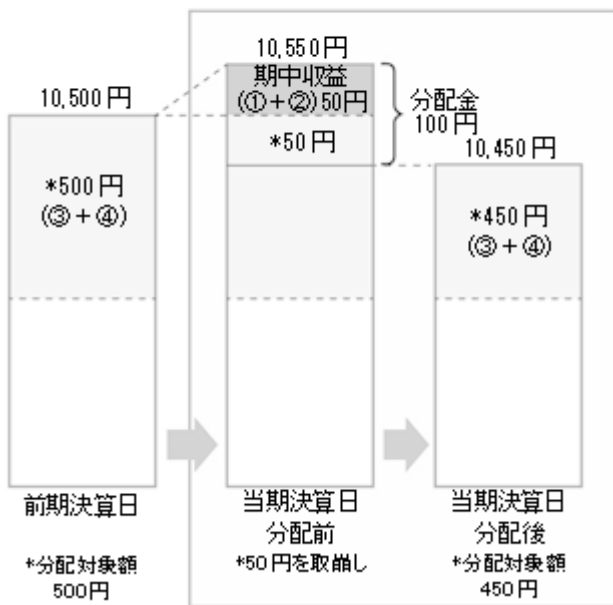 10,500円
*500円
(③+④)
前期決算日
*分配対象額
500円
10,550円
期中収益
(①+②)50円
*50円
分配金
100円
当期決算日
分配前
*50円を取崩し
10,450円
*450円
(③+④)
当期決算日
分配後
*分配対象額
450円